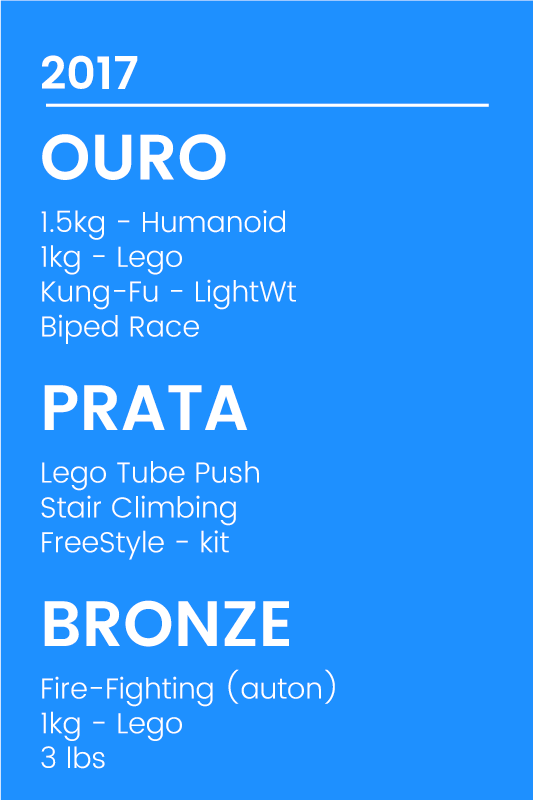 2017
OURO
1.5kg - Humanoid
1kg - Lego
Kung-Fu - LightWt
Biped Race
PRATA
Lego Tube Push
Stair Climbing
FreeStyle - kit
BRONZE
Fire-Fighting (auton)
1kg - Lego
3 lbs